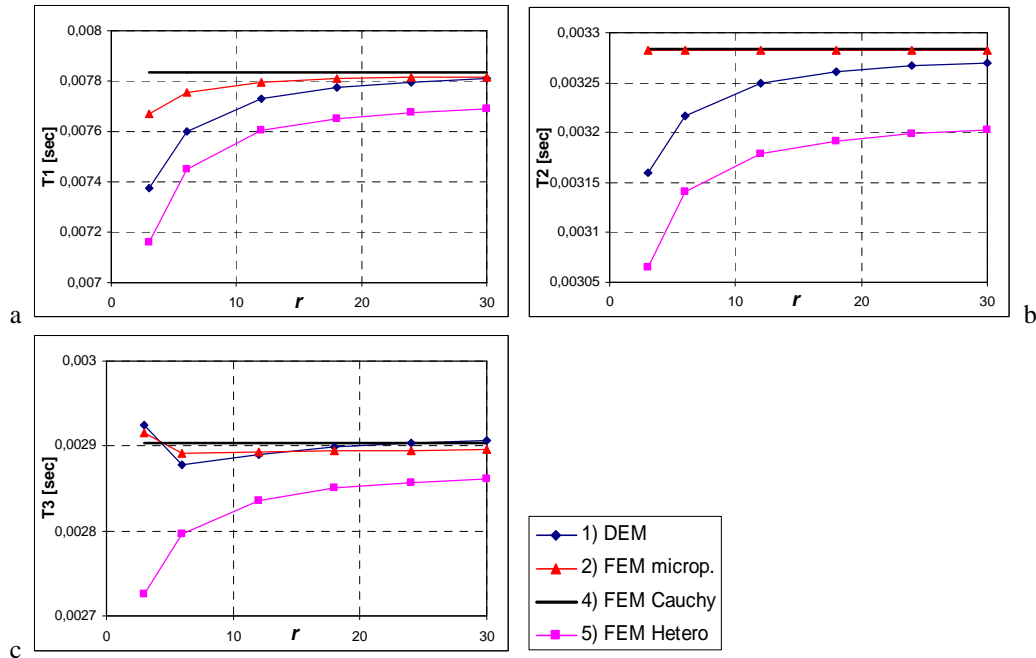 0,008
0,0078
0,0076
0,0074
0,0072
0,007
T1 [sec]
0
10
20
30
r
a
0,0033
0,00325
0,0032
0,00315
0,0031
0,00305
T2 [sec]
0
10
20
30
r
b
0,003
0,0029
0,0028
0,0027
T3 [sec]
0
10
20
30
r
c
1) DEM
2) FEM microp.
4) FEM Cauchy
5) FEM Hetero